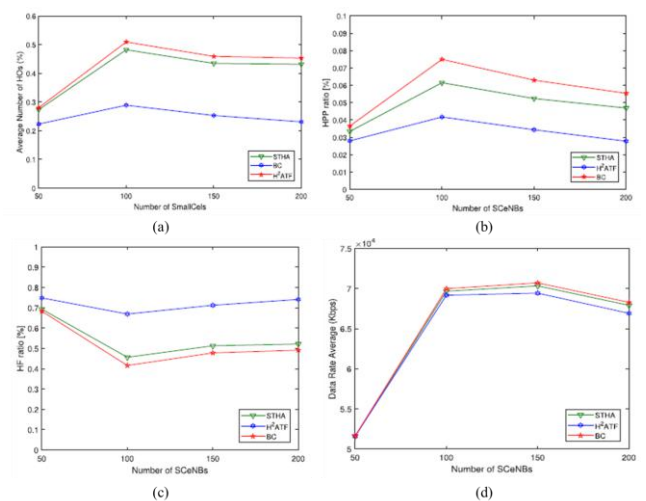 0.6
0.5
0.4
0.3
0.2
0.1
0
50 100 150 200
Average Number of HOs (%)
Number of SmallCels
STHA
BC
H²ATF
(a)
0.1
0.09
0.08
0.07
0.06
0.05
0.04
0.03
0.02
0.01
0
50 100 150 200
HPP ratio [%]
Number of SCeNBs
STHA
H²ATF
BC
(b)
1
0.9
0.8
0.7
0.6
0.5
0.4
0.3
0.2
0.1
0
50 100 150 200
HF ratio [%]
Number of SCeNBs
STHA
H²ATF
BC
(c)
×10⁴
7.5
7
6.5
6
5.5
5
50 100 150 200
Data Rate Average (Kbps)
Number of SCeNBs
STHA
H²ATF
BC
(d)